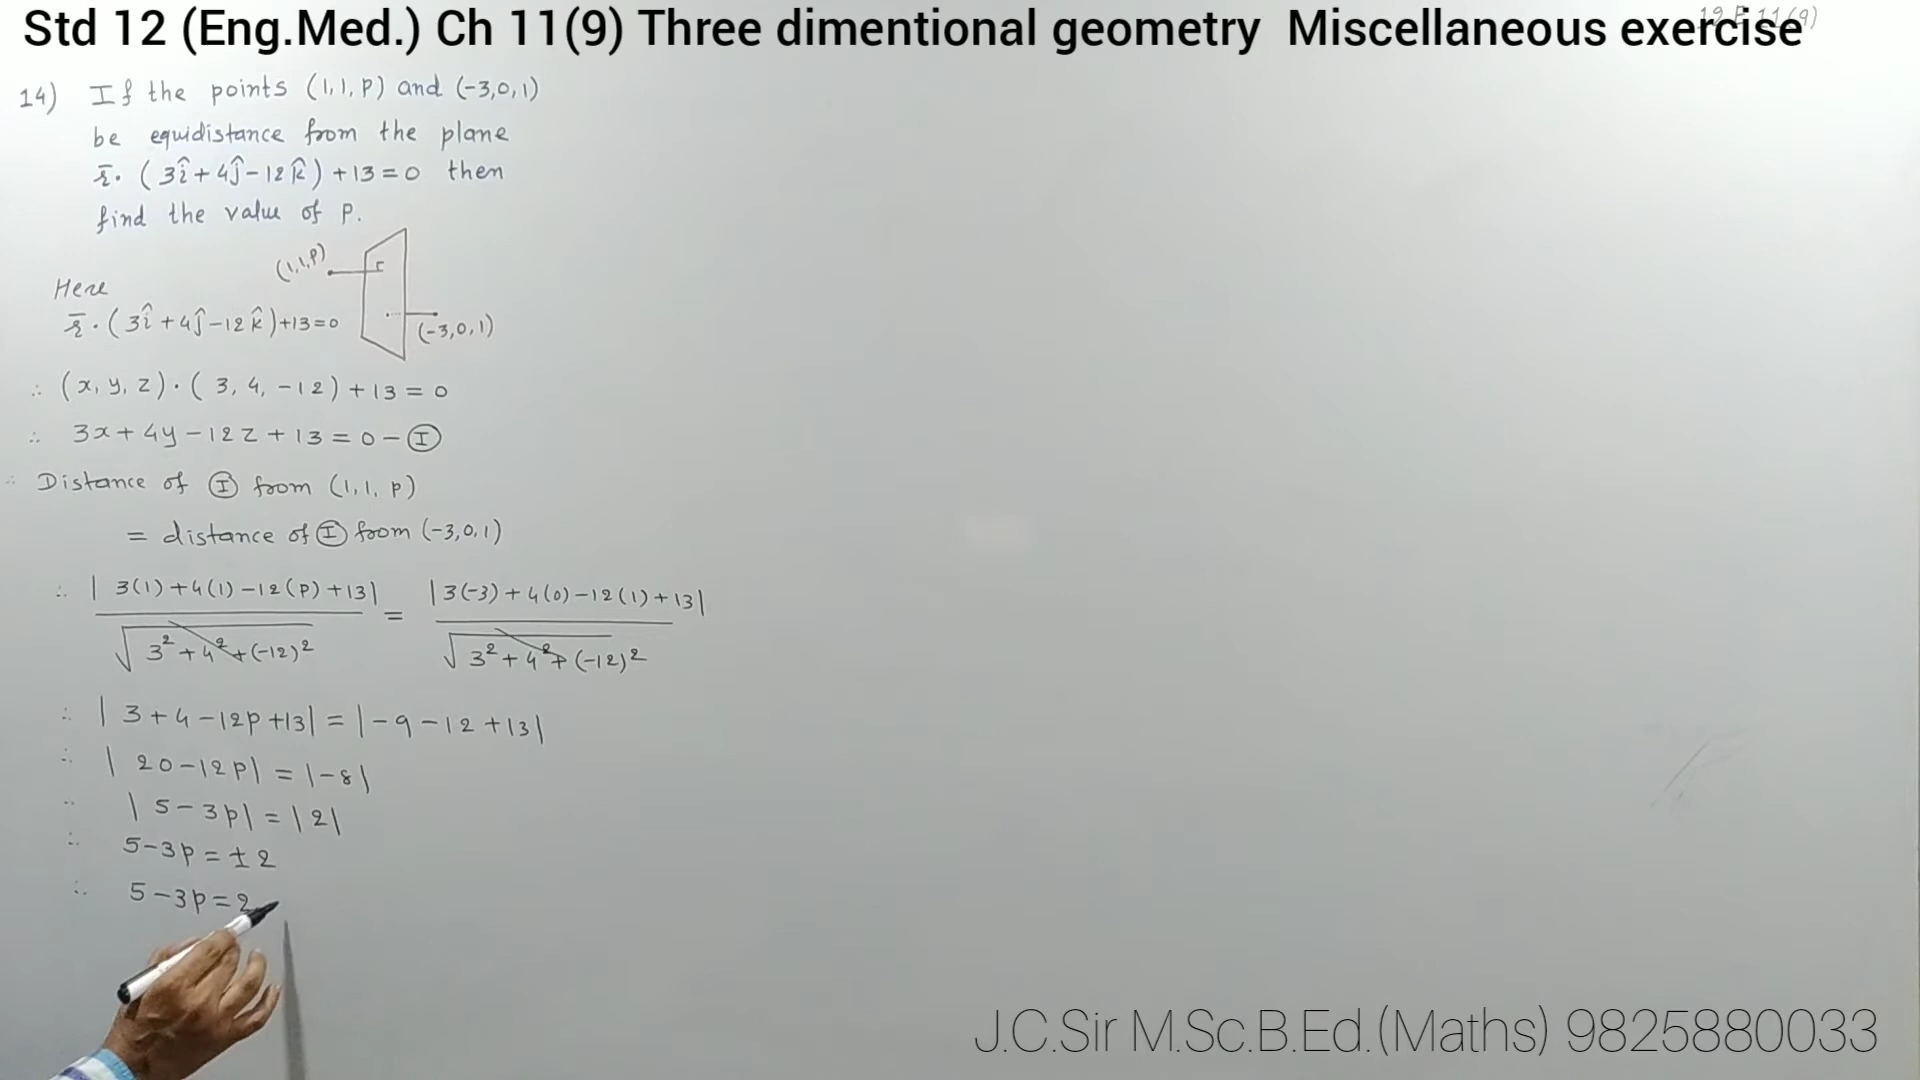 Std 12 (Eng.Med.) Ch 11(9) Three dimentional geometry Miscellaneous exercise
14) If the points (1,1,P) and (-3,0,1)
be equidistance from the plane
r̄. (3î+4ĵ-12k̂)+13=0 then
find the value of P.
(1,1,P)
Here
r̄.(3î+4ĵ-12k̂)+13=0
(-3,0,1)
∴ (x,y,z).(3,4,-12)+13=0
∴ 3x+4y-12z+13=0-Ⓘ
∴ Distance of Ⓘ from (1,1,p)
= distance of Ⓘ from (-3,0,1)
∴ |3(1)+4(1)-12(p)+13| / √3²+4²+(-12)² = |3(-3)+4(0)-12(1)+13| / √3²+4²+(-12)²
∴ |3+4-12p+13|=|-9-12+13|
∴ |20-12p|=|-8|
∴ |5-3p|=|2|
∴ 5-3p=±2
∴ 5-3p=2
J.C.Sir M.Sc.B.Ed.(Maths) 9825880033